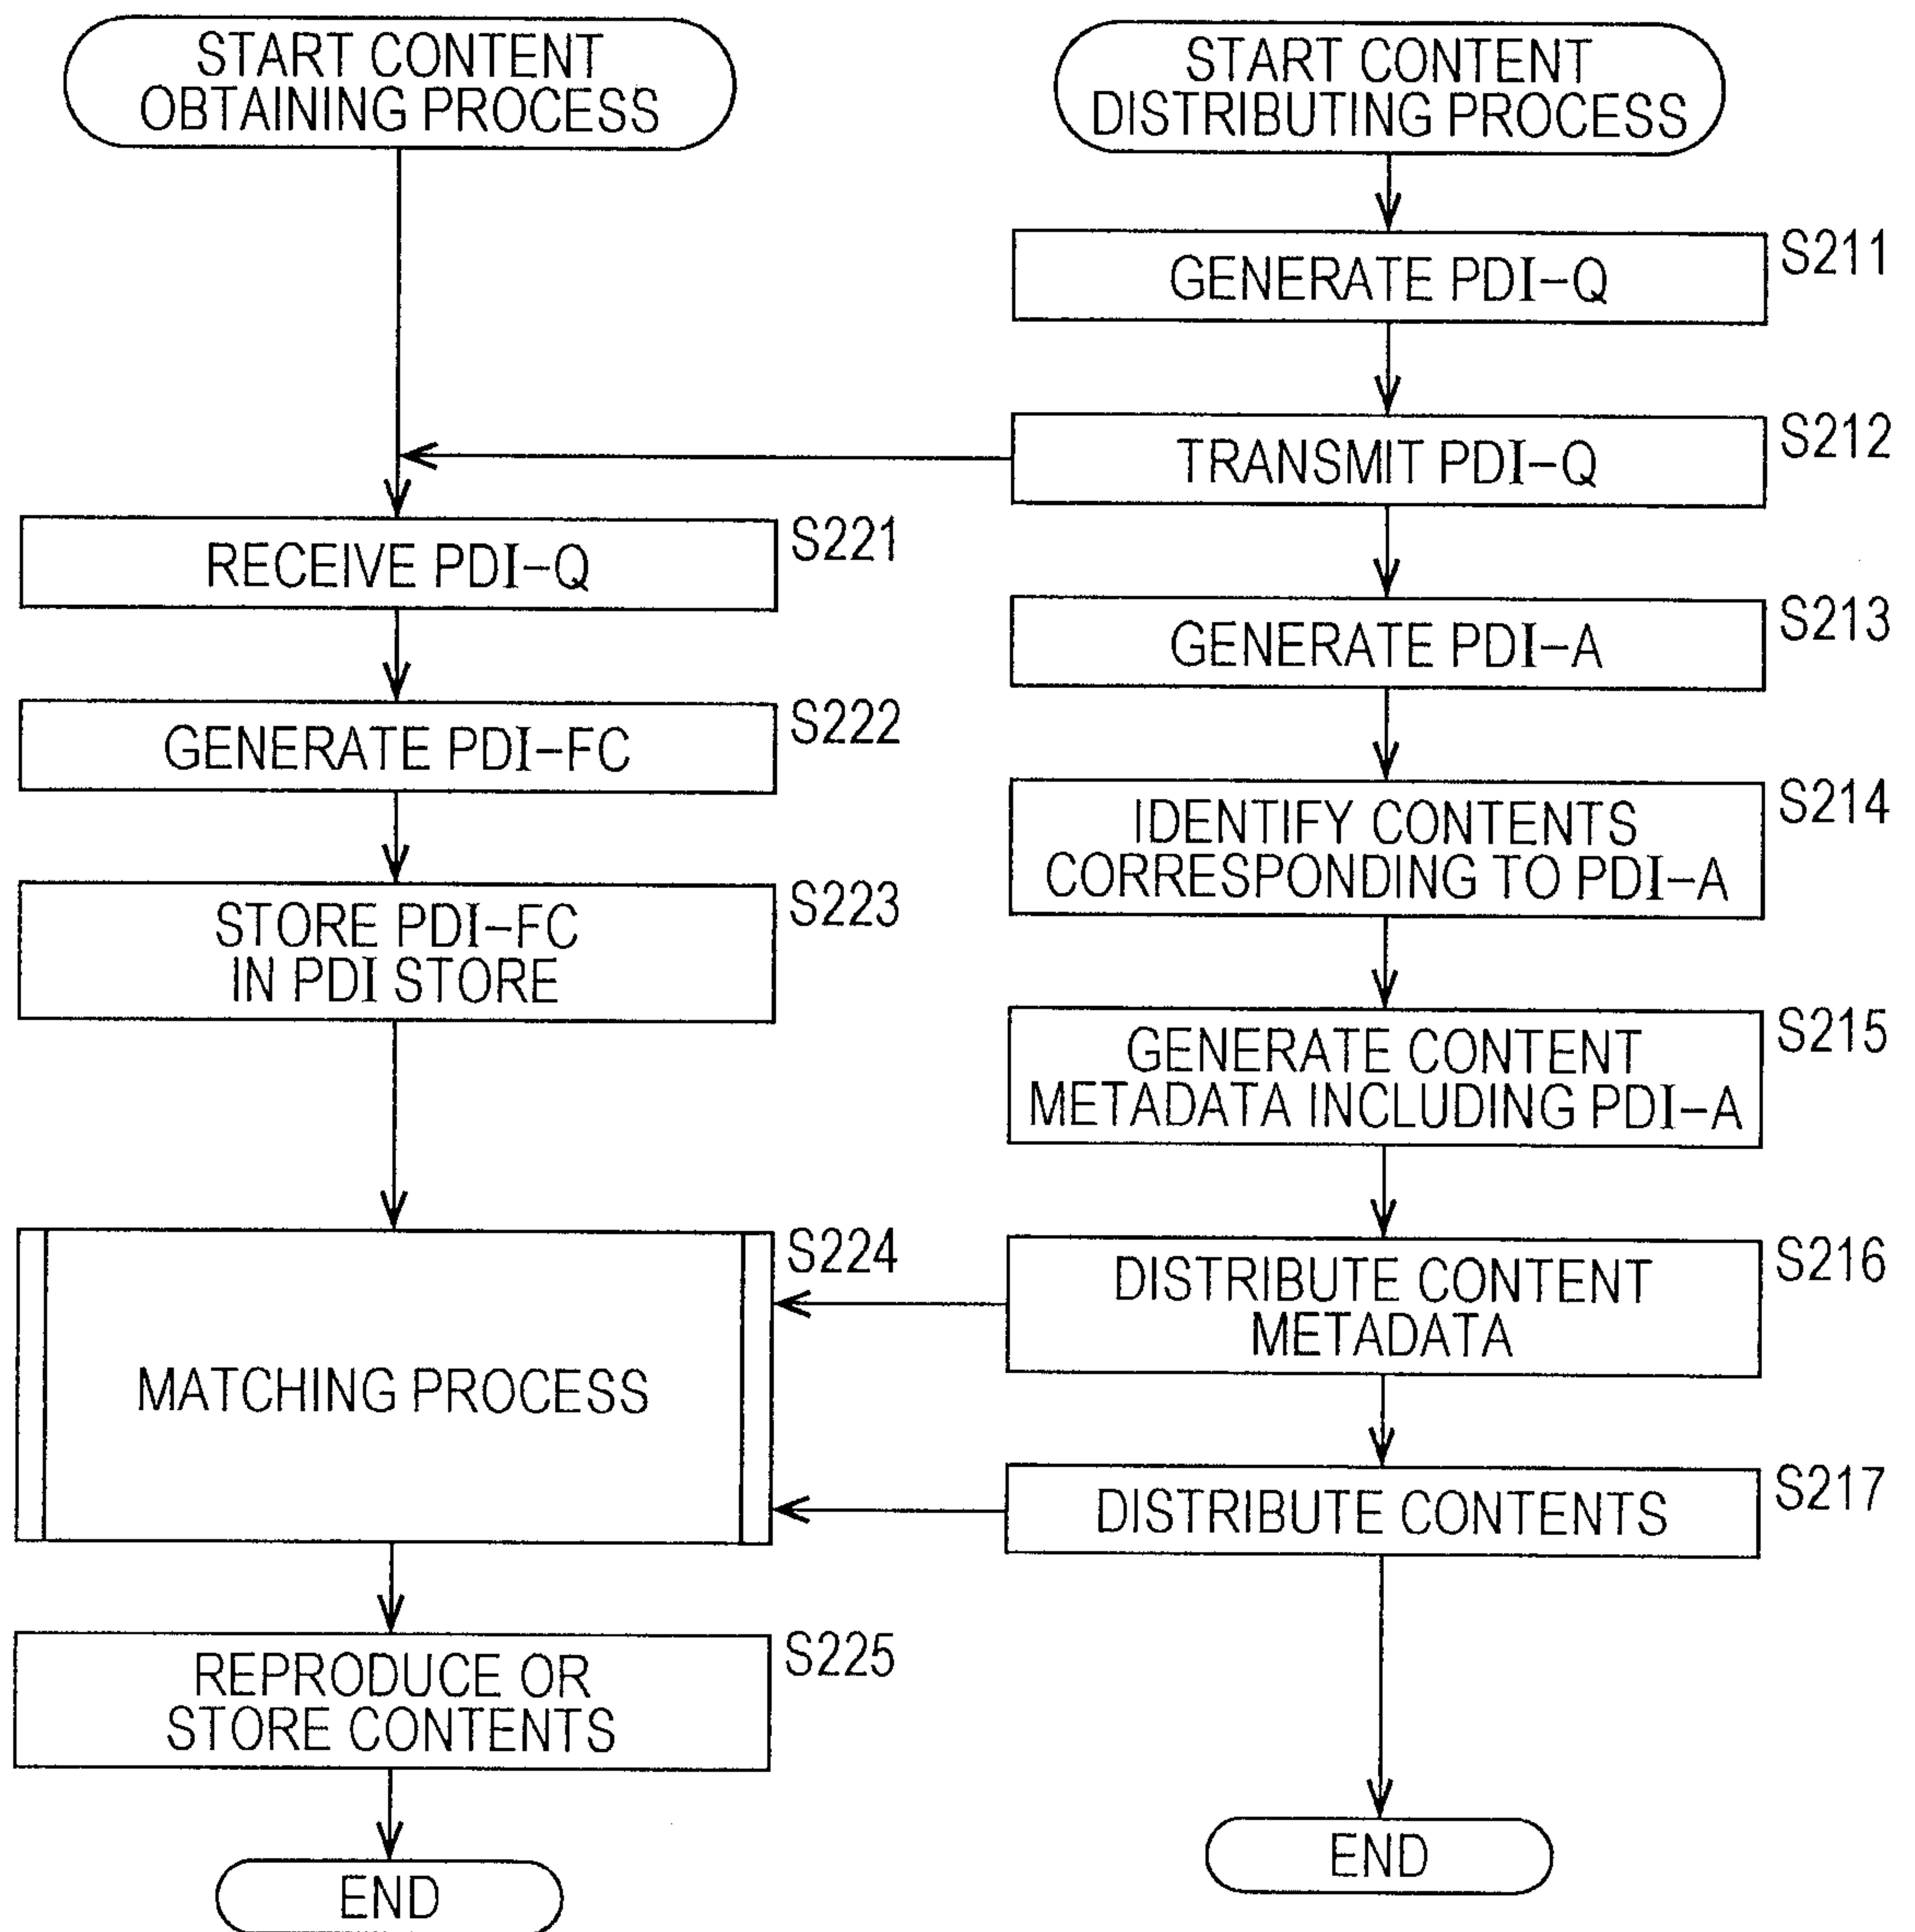 START CONTENT
OBTAINING PROCESS
START CONTENT
DISTRIBUTING PROCESS
GENERATE PDI-Q
S211
TRANSMIT PDI-Q
S212
RECEIVE PDI-Q
S221
GENERATE PDI-A
S213
GENERATE PDI-FC
S222
IDENTIFY CONTENTS
CORRESPONDING TO PDI-A
S214
STORE PDI-FC
IN PDI STORE
S223
GENERATE CONTENT
METADATA INCLUDING PDI-A
S215
MATCHING PROCESS
S224
DISTRIBUTE CONTENT
METADATA
S216
DISTRIBUTE CONTENTS
S217
REPRODUCE OR
STORE CONTENTS
S225
END
END